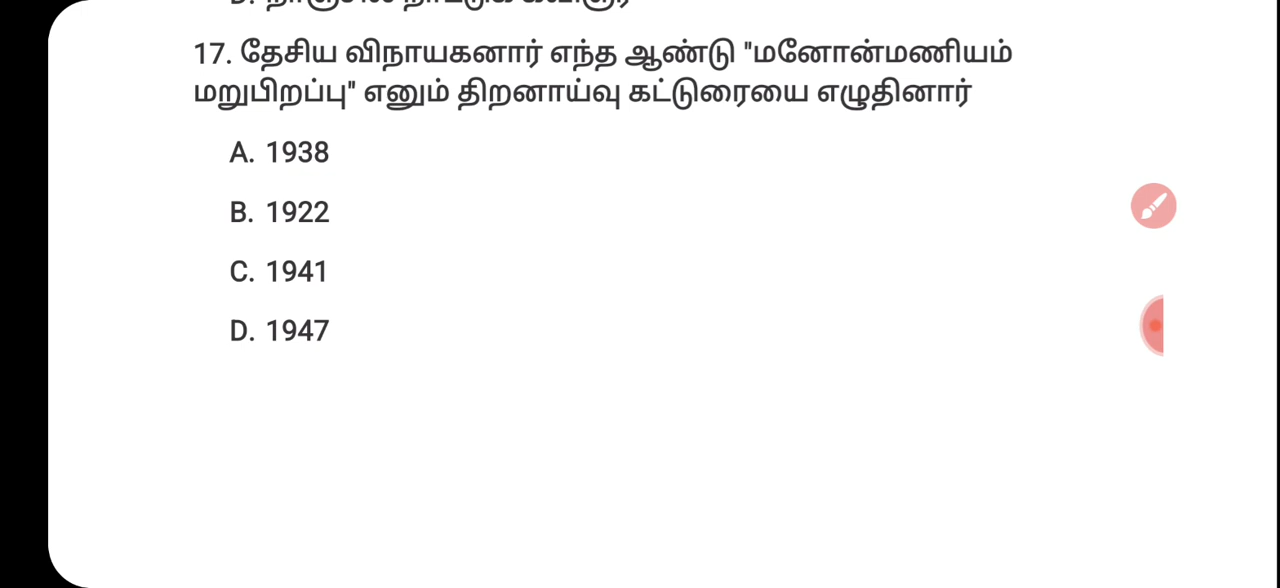 17. தேசிய விநாயகனார் எந்த ஆண்டு "மனோன்மணியம்
மறுபிறப்பு" எனும் திறனாய்வு கட்டுரையை எழுதினார்
A. 1938
B. 1922
C. 1941
D. 1947